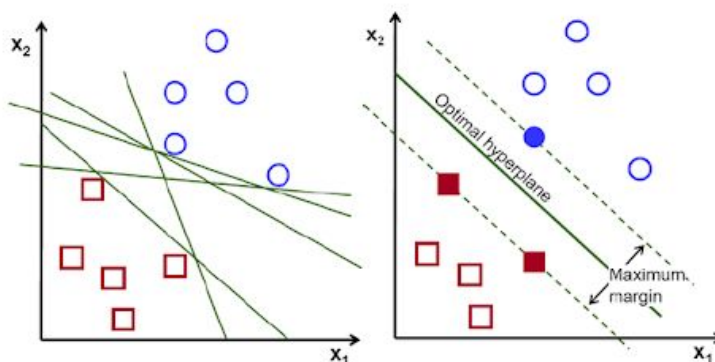 X₂
X₁
X₂
Optimal hyperplane
Maximum
margin
X₁